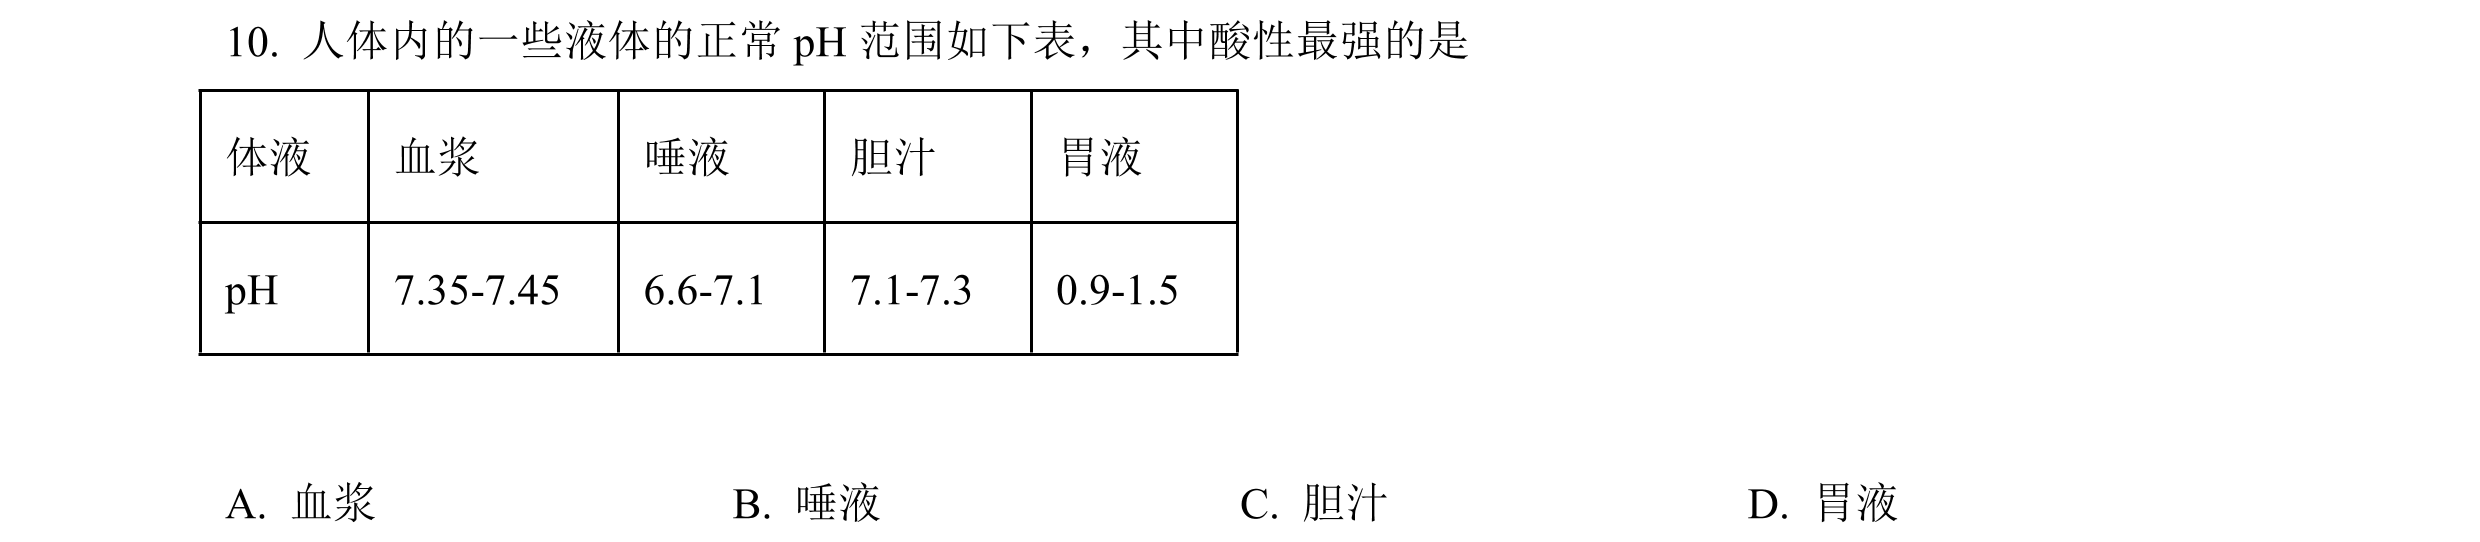 10. 人体内的一些液体的正常 pH 范围如下表，其中酸性最强的是
体液 血浆 唾液 胆汁 胃液
pH 7.35-7.45 6.6-7.1 7.1-7.3 0.9-1.5
A. 血浆 B. 唾液 C. 胆汁 D. 胃液